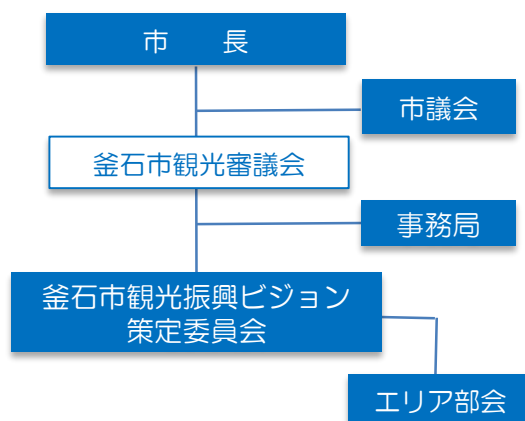 市　　長
市議会
釜石市観光審議会
事務局
釜石市観光振興ビジョン
策定委員会
エリア部会